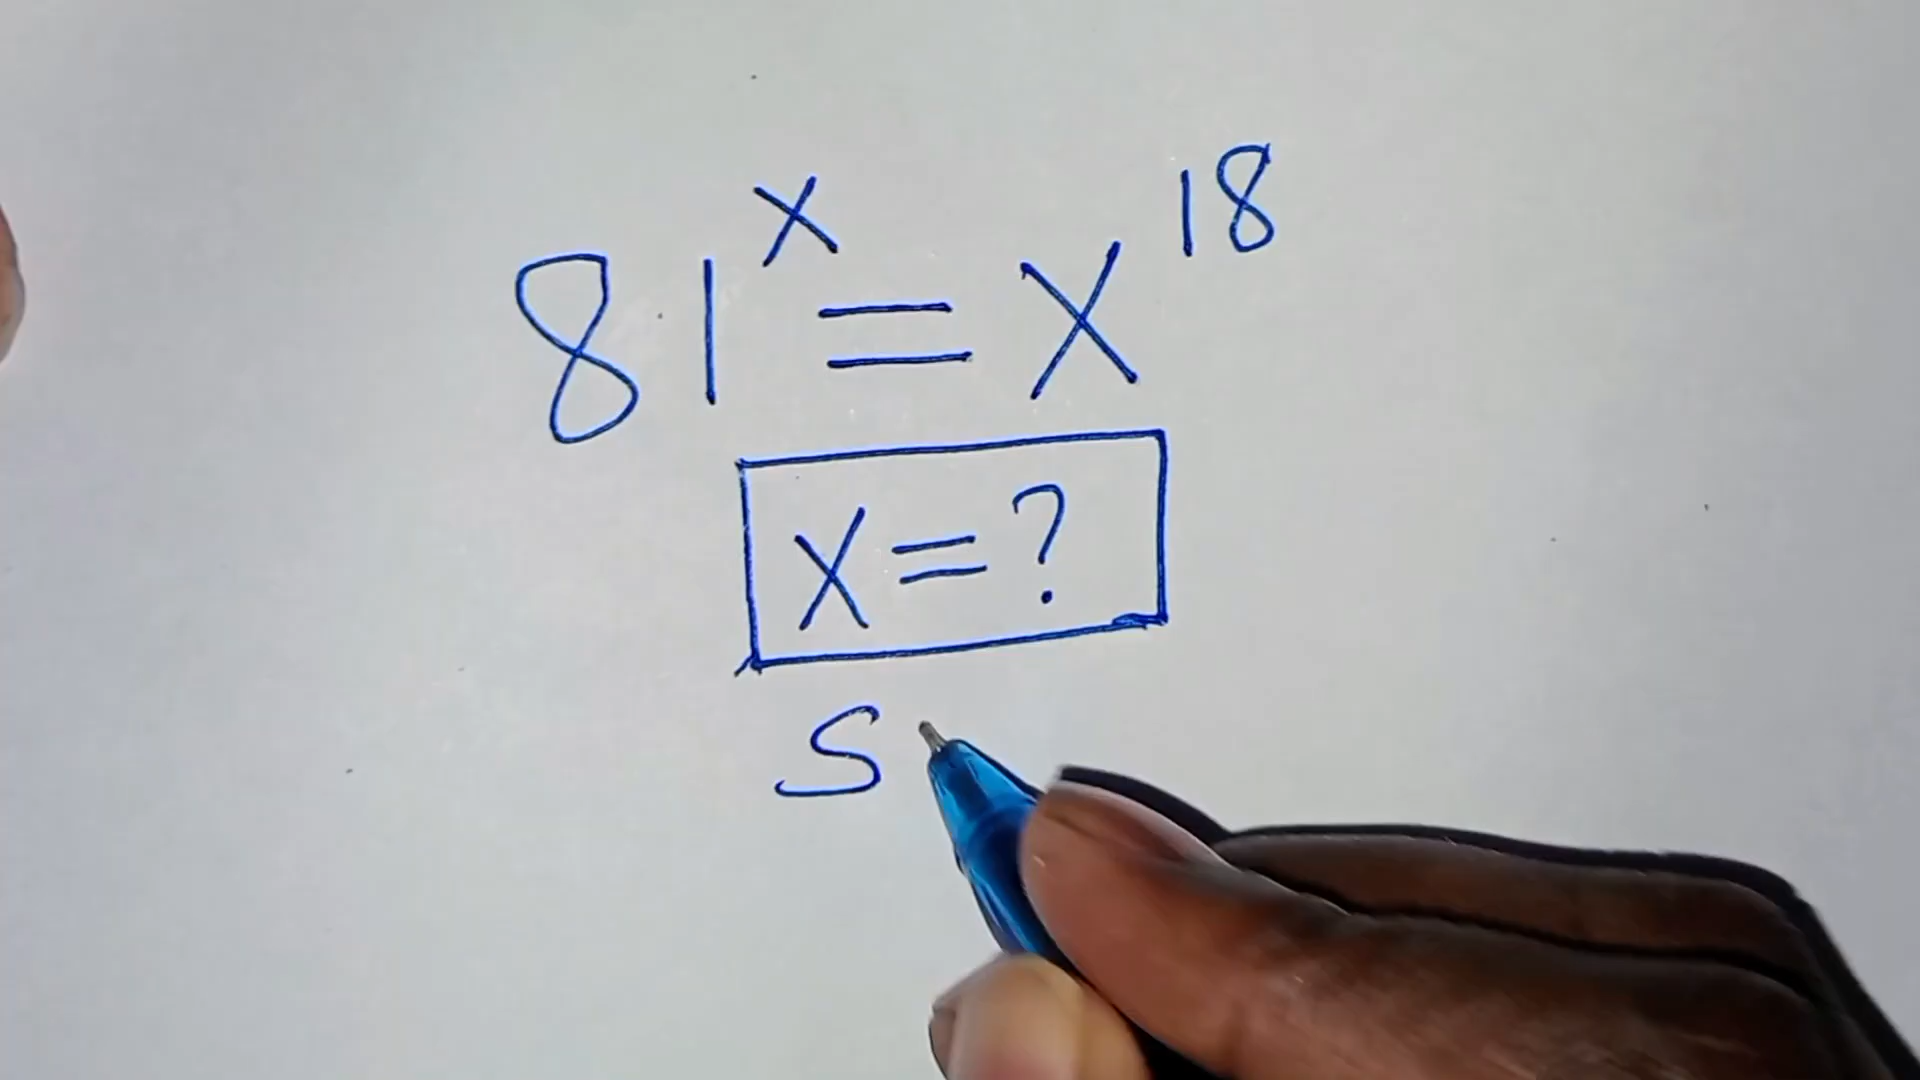 81^x = x^18
x = ?
S